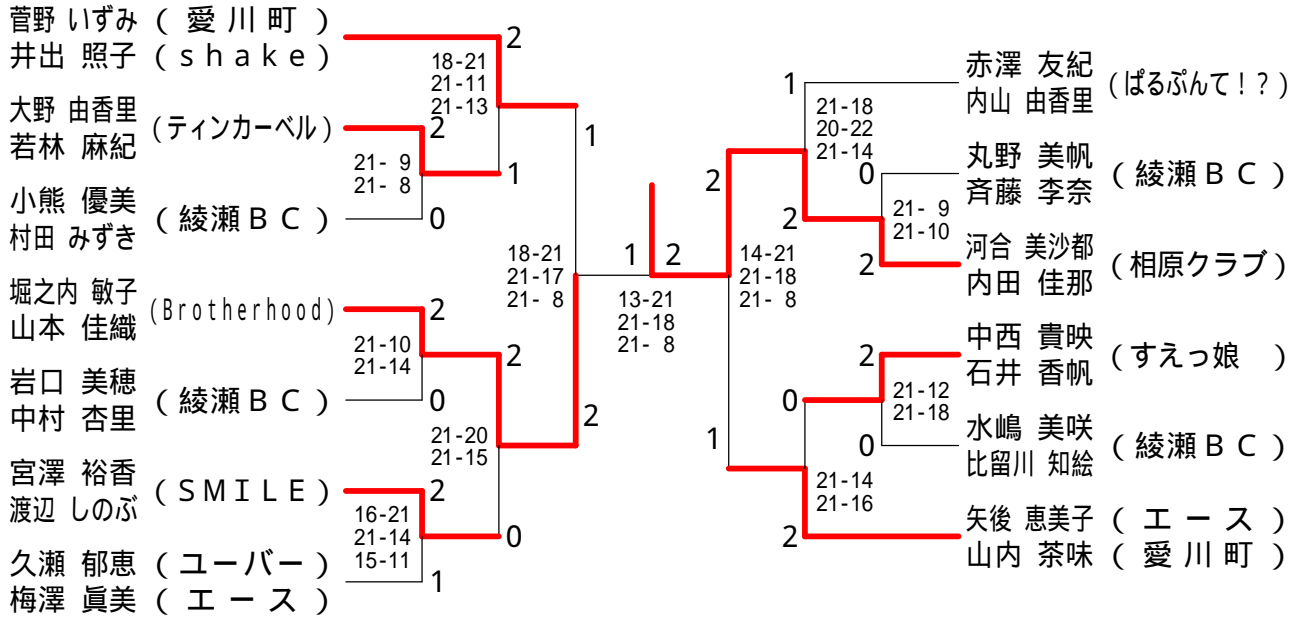 菅野 いずみ ( 愛 川 町 )
井出 照子 ( s h a k e )
2
18-21
21-11
21-13
大野 由香里
若林 麻紀
(ティンカーベル)
2
21- 9
21- 8
1
小熊 優美
村田 みずき
( 綾瀬ＢＣ )
0
1
18-21
21-17
21- 8
堀之内 敏子
山本 佳織
(Brotherhood)
2
21-10
21-14
2
岩口 美穂
中村 杏里
( 綾瀬ＢＣ )
0
21-20
21-15
2
宮澤 裕香
渡辺 しのぶ
(ＳＭＩＬＥ)
2
16-21
21-14
15-11
0
久瀬 郁恵 ( ユーバー )
梅澤 眞美 ( エ ー ス )
1
1 2
13-21
21-18
21- 8
1
赤澤 友紀
内山 由香里
(ぱるぷんて！？)
21-18
20-22
21-14
2
丸野 美帆
斉藤 李奈
( 綾瀬ＢＣ )
0
21- 9
21-10
2
河合 美沙都
内田 佳那
(相原クラブ)
2
14-21
21-18
21- 8
中西 貴映
石井 香帆
(すえっ娘 )
2
21-12
21-18
0
水嶋 美咲
比留川 知絵
( 綾瀬ＢＣ )
0
1
21-14
21-16
矢後 恵美子 ( エ ー ス )
山内 茶味 ( 愛 川 町 )
2